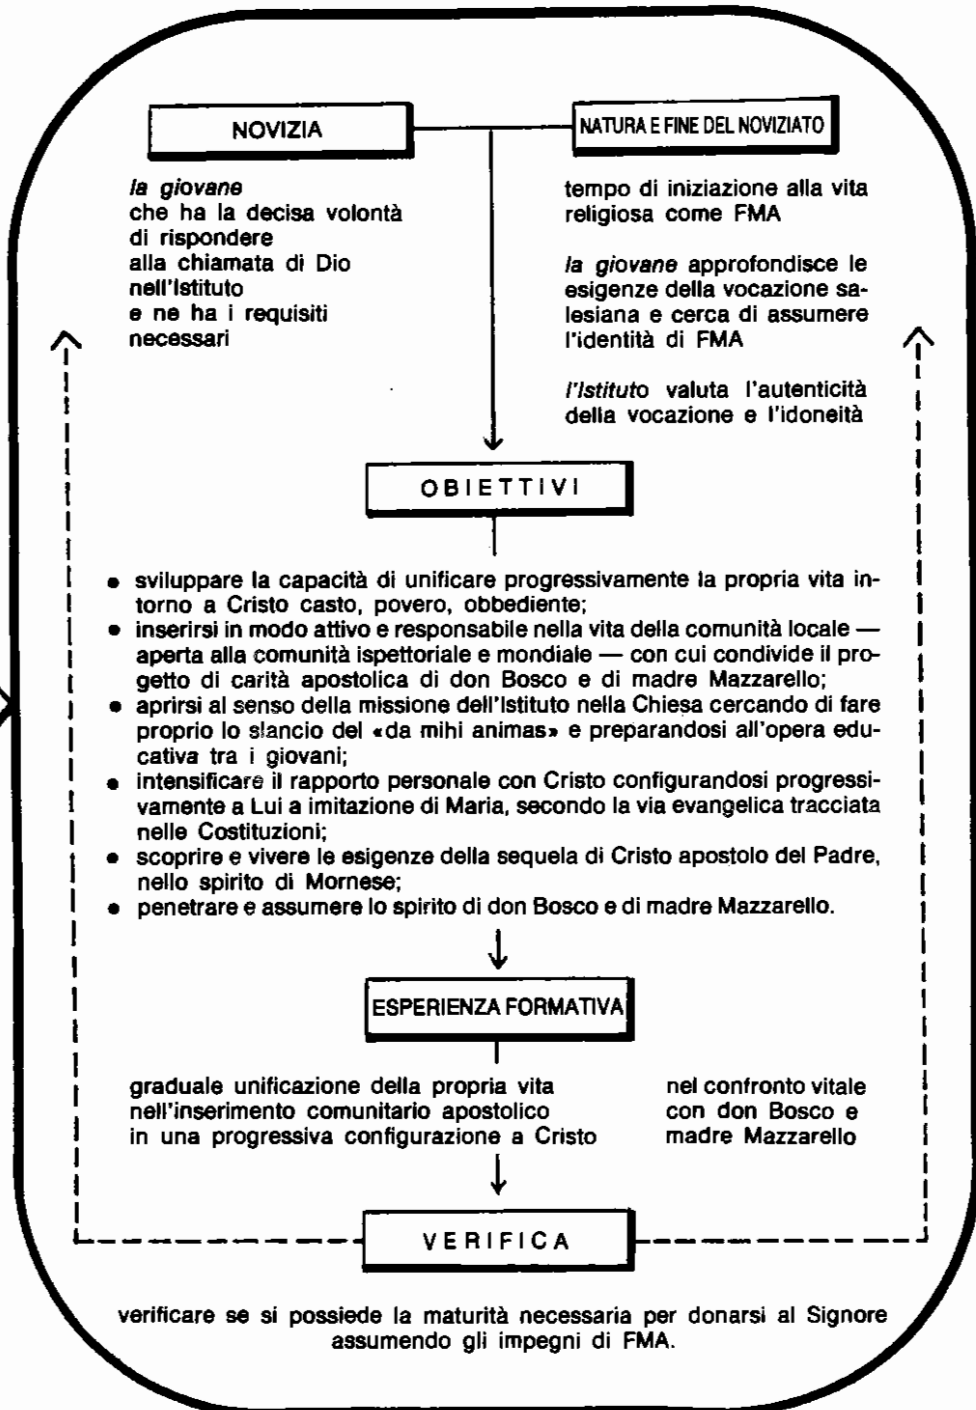 NOVIZIA
NATURA E FINE DEL NOVIZIATO
la giovane
che ha la decisa volontà
di rispondere
alla chiamata di Dio
nell'Istituto
e ne ha i requisiti
necessari
tempo di iniziazione alla vita
religiosa come FMA
la giovane approfondisce le
esigenze della vocazione sa-
lesiana e cerca di assumere
l'identità di FMA
l'Istituto valuta l'autenticità
della vocazione e l'idoneità
OBIETTIVI
• sviluppare la capacità di unificare progressivamente la propria vita in-
torno a Cristo casto, povero, obbediente;
• inserirsi in modo attivo e responsabile nella vita della comunità locale —
aperta alla comunità ispettoriale e mondiale — con cui condivide il pro-
getto di carità apostolica di don Bosco e di madre Mazzarello;
• aprirsi al senso della missione dell'Istituto nella Chiesa cercando di fare
proprio lo slancio del «da mihi animas» e preparandosi all'opera edu-
cativa tra i giovani;
• intensificare il rapporto personale con Cristo configurandosi progressi-
vamente a Lui a imitazione di Maria, secondo la via evangelica tracciata
nelle Costituzioni;
• scoprire e vivere le esigenze della sequela di Cristo apostolo del Padre,
nello spirito di Mornese;
• penetrare e assumere lo spirito di don Bosco e di madre Mazzarello.
ESPERIENZA FORMATIVA
graduale unificazione della propria vita
nell'inserimento comunitario apostolico
in una progressiva configurazione a Cristo
nel confronto vitale
con don Bosco e
madre Mazzarello
VERIFICA
verificare se si possiede la maturità necessaria per donarsi al Signore
assumendo gli impegni di FMA.